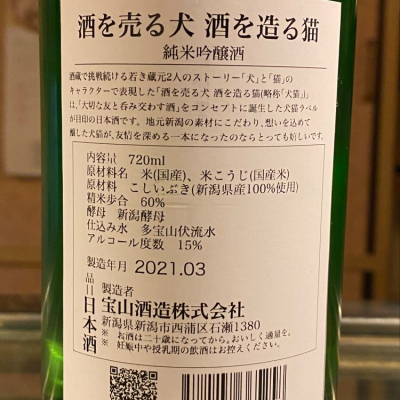 酒を売る犬 酒を造る猫
純米吟醸酒
酒蔵で挑戦続ける若き蔵元2人のストーリー「犬」と「猫」の
キャラクターで表現した「酒を売る犬 酒を造る猫(略称「犬猫」)」
は、「大切な友と呑み交わす酒」をコンセプトに誕生した犬猫ラベル
が目印の日本酒です。地元新潟の素材にこだわり、想いを込めて
醸した犬猫が、友情を深める一本になったのならとっても嬉しいです。
内容量 720ml
原材料名 米(国産)、米こうじ(国産米)
原材料 こしいぶき(新潟県産100%使用)
精米歩合 60%
酵母 新潟酵母
仕込み水 多宝山伏流水
アルコール度数 15%
製造年月 2021.03
品目 日本酒
製造者
宝山酒造株式会社
新潟県新潟市西蒲区石瀬1380
※ お酒は二十歳になってから。おいしく適量を。
※ 妊娠中や授乳期の飲酒はお控えください。